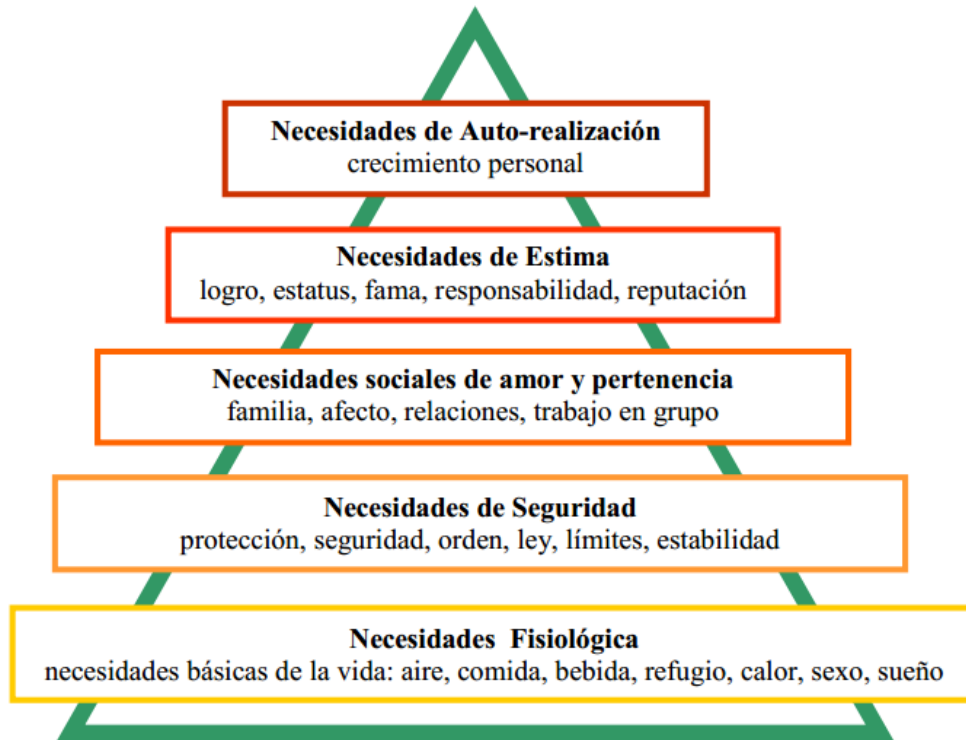 Necesidades de Auto-realización
crecimiento personal
Necesidades de Estima
logro, estatus, fama, responsabilidad, reputación
Necesidades sociales de amor y pertenencia
familia, afecto, relaciones, trabajo en grupo
Necesidades de Seguridad
protección, seguridad, orden, ley, límites, estabilidad
Necesidades Fisiológica
necesidades básicas de la vida: aire, comida, bebida, refugio, calor, sexo, sueño